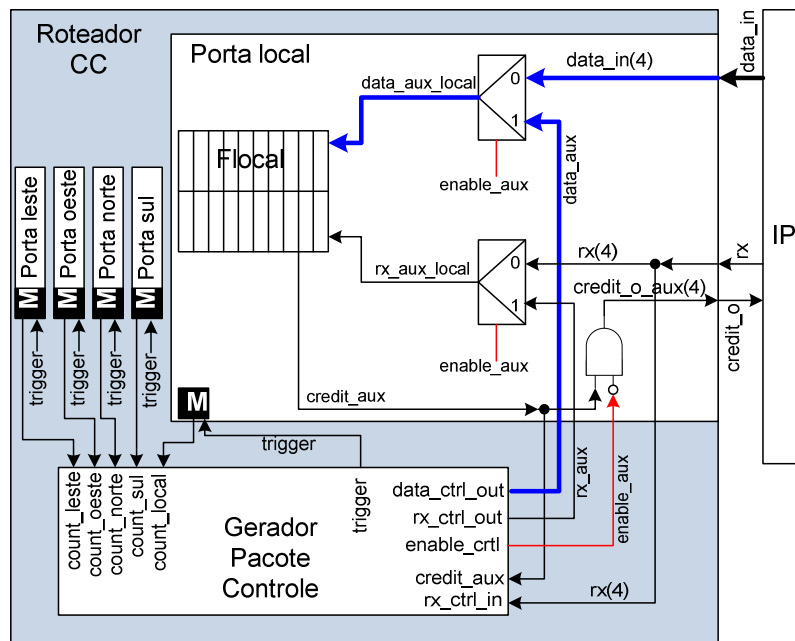 Roteador
CC
Porta local
data_in(4)
data_in
data_aux_local
0
1
enable_aux
data_aux
Flocal
M Porta leste
M Porta oeste
M Porta norte
M Porta sul
trigger
trigger
trigger
trigger
IP
rx(4)
rx
rx_aux_local
0
1
enable_aux
credit_o_aux(4)
credit_o
credit_aux
M
trigger
rx_aux
enable_aux
count_leste
count_oeste
count_norte
count_sul
count_local
trigger
Gerador
Pacote
Controle
data_ctrl_out
rx_ctrl_out
enable_crtl
credit_aux
rx_ctrl_in
rx(4)